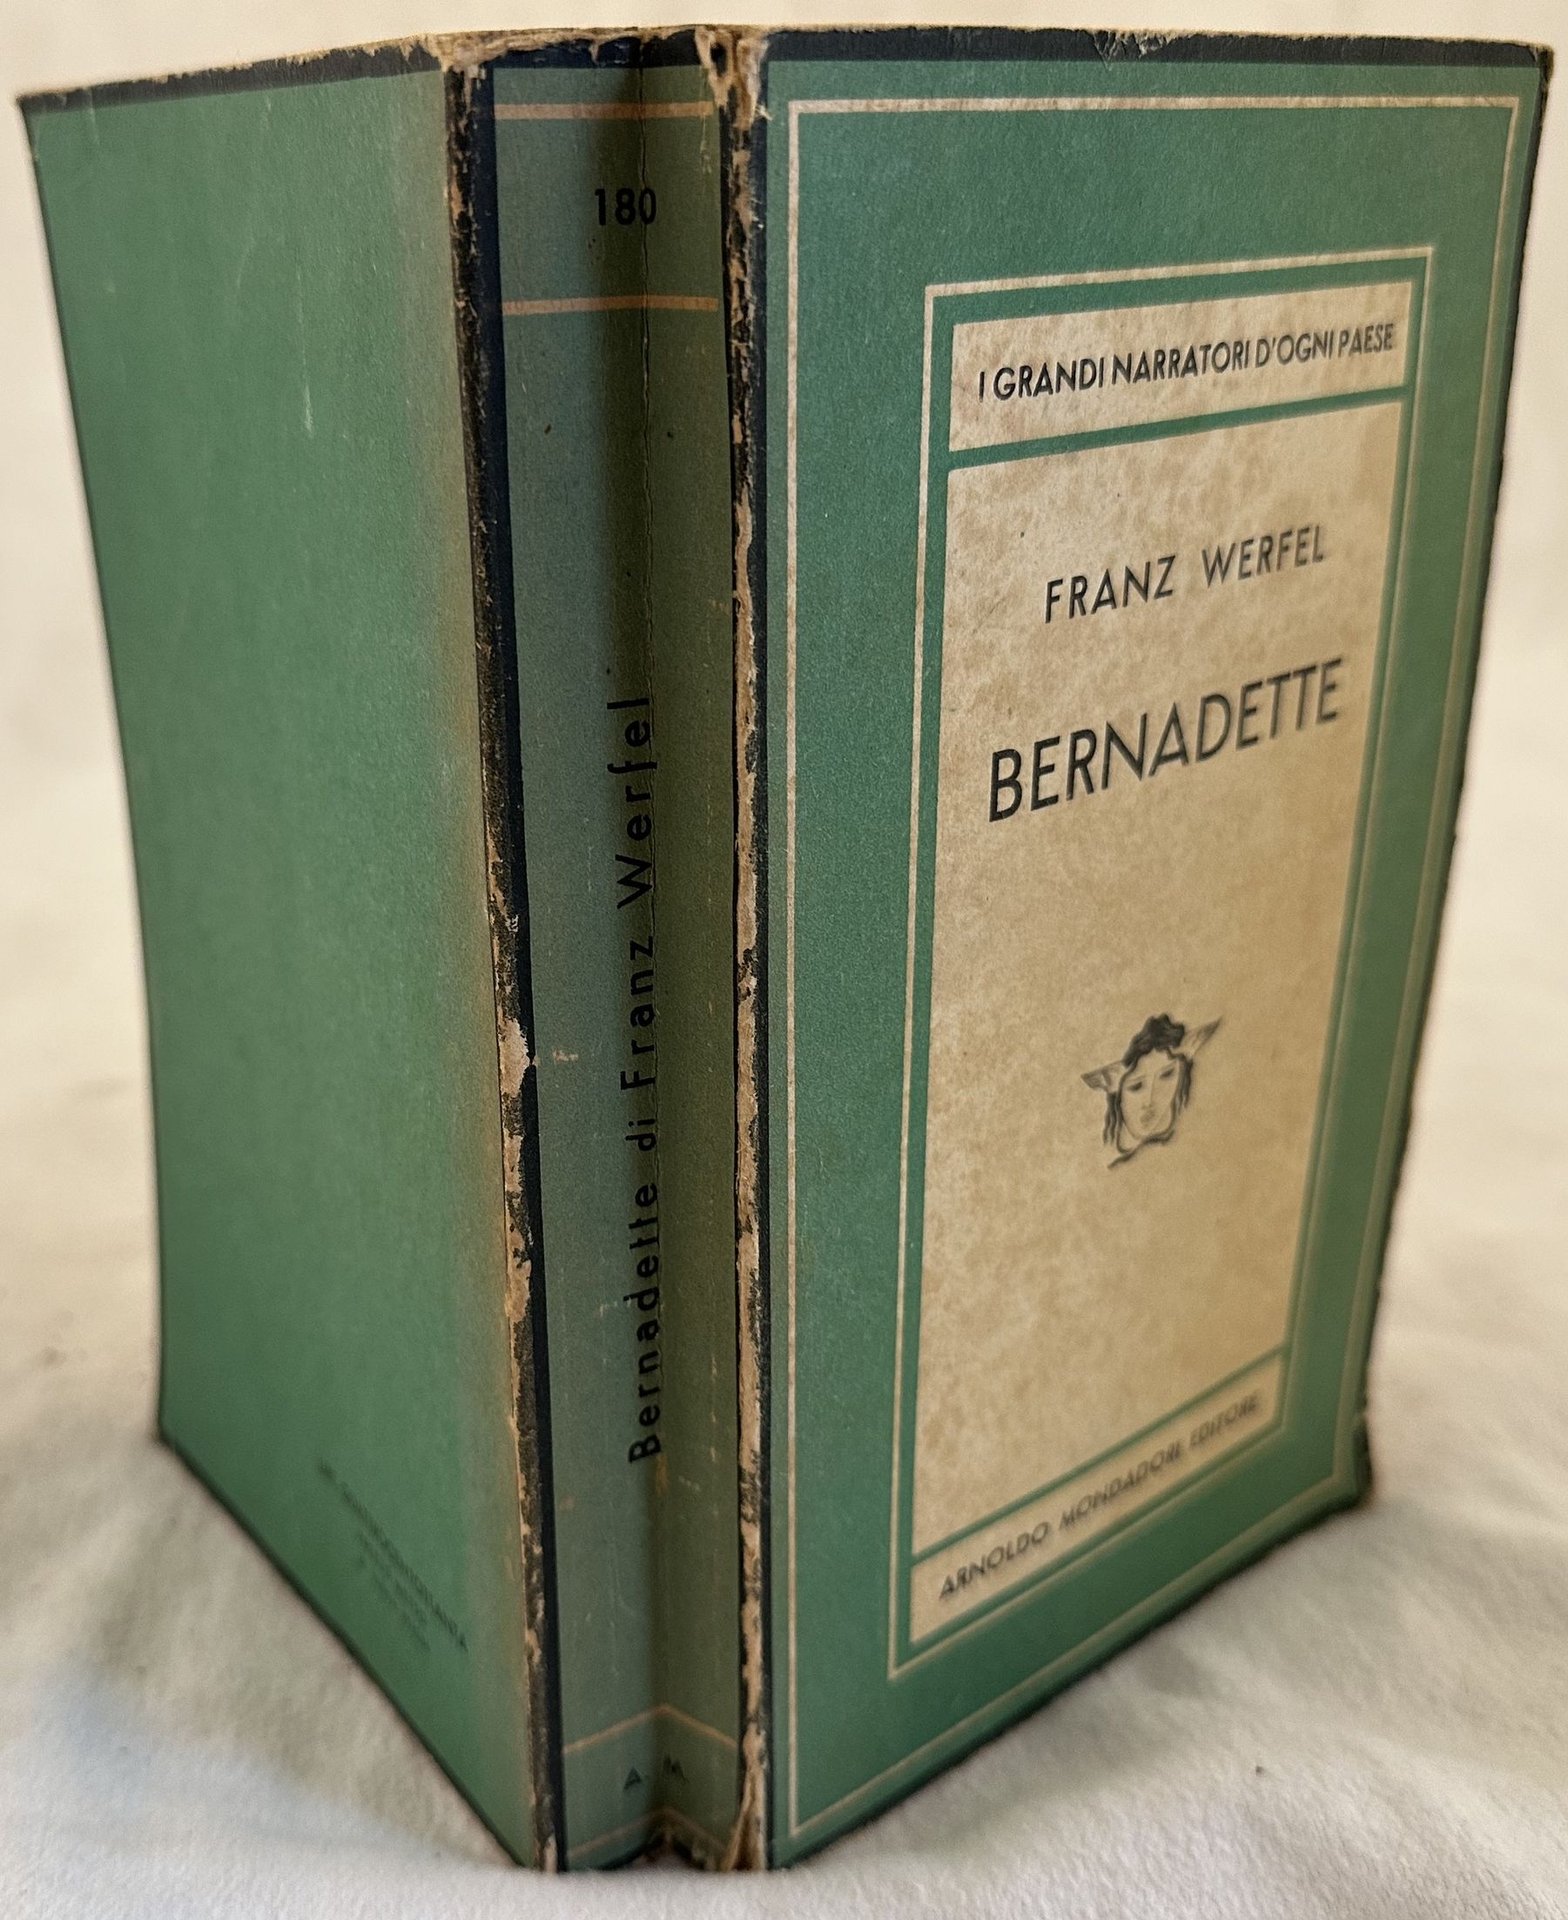 180
Bernadette di Franz Werfel
A M
I GRANDI NARRATORI D'OGNI PAESE
FRANZ WERFEL
BERNADETTE
ARNOLDO MONDADORI EDITORE